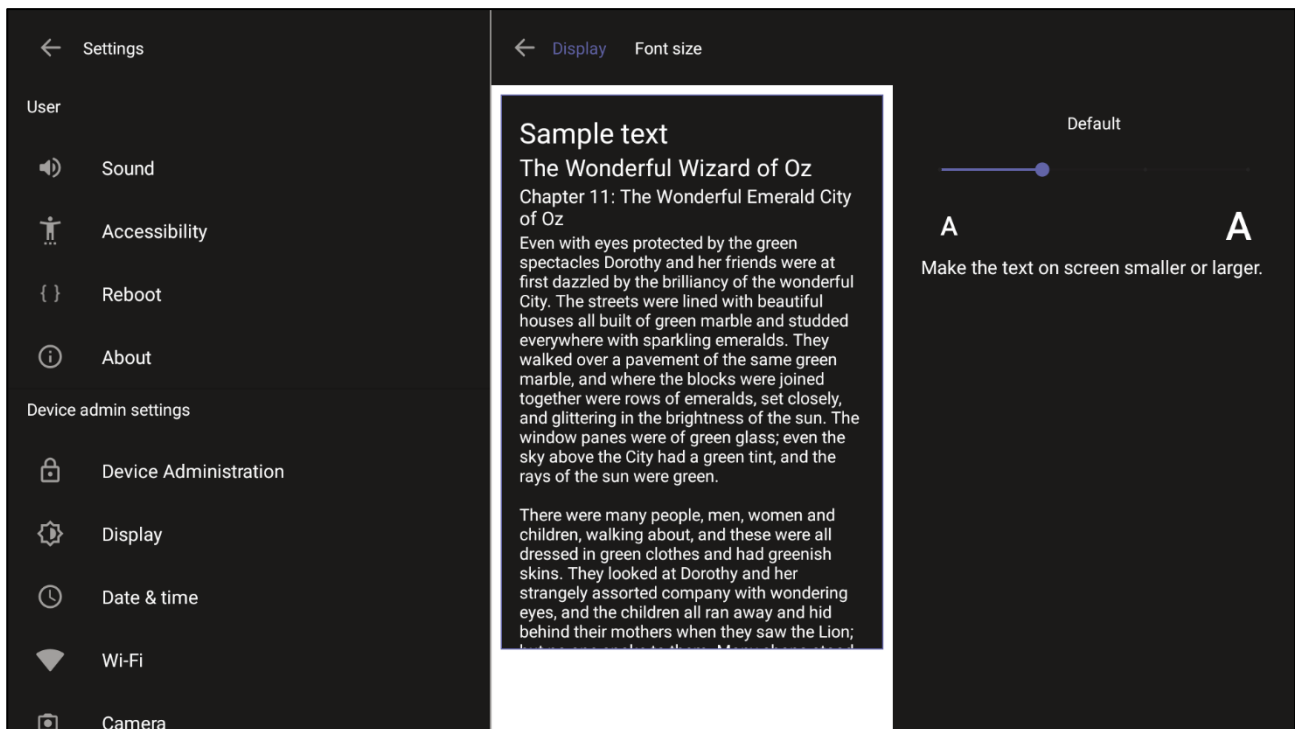 Settings
User
Sound
Accessibility
{ } Reboot
About
Device admin settings
Device Administration
Display
Date & time
Wi-Fi
Camera
Display Font size
Sample text
The Wonderful Wizard of Oz
Chapter 11: The Wonderful Emerald City
of Oz
Even with eyes protected by the green
spectacles Dorothy and her friends were at
first dazzled by the brilliancy of the wonderful
City. The streets were lined with beautiful
houses all built of green marble and studded
everywhere with sparkling emeralds. They
walked over a pavement of the same green
marble, and where the blocks were joined
together were rows of emeralds, set closely,
and glittering in the brightness of the sun. The
window panes were of green glass; even the
sky above the City had a green tint, and the
rays of the sun were green.
There were many people, men, women and
children, walking about, and these were all
dressed in green clothes and had greenish
skins. They looked at Dorothy and her
strangely assorted company with wondering
eyes, and the children all ran away and hid
behind their mothers when they saw the Lion;
Default
A A
Make the text on screen smaller or larger.